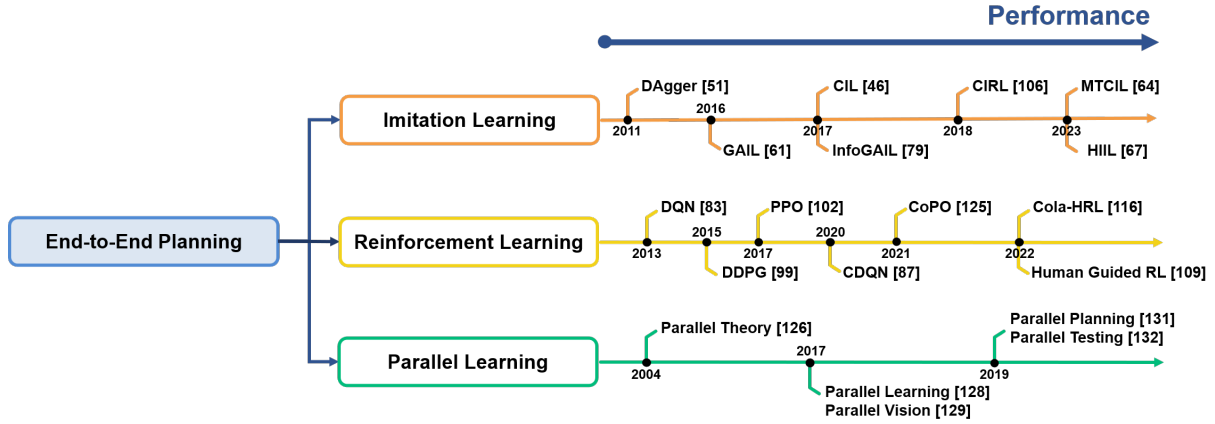 Performance
End-to-End Planning
Imitation Learning
DAgger [51]
2011
2016
GAIL [61]
CIL [46]
2017
InfoGAIL [79]
CIRL [106]
2018
MTCIL [64]
2023
HIIL [67]
Reinforcement Learning
DQN [83]
2013
2015
DDPG [99]
PPO [102]
2017
2020
CDQN [87]
CoPO [125]
2021
Cola-HRL [116]
2022
Human Guided RL [109]
Parallel Learning
Parallel Theory [126]
2004
2017
Parallel Learning [128]
Parallel Vision [129]
Parallel Planning [131]
Parallel Testing [132]
2019